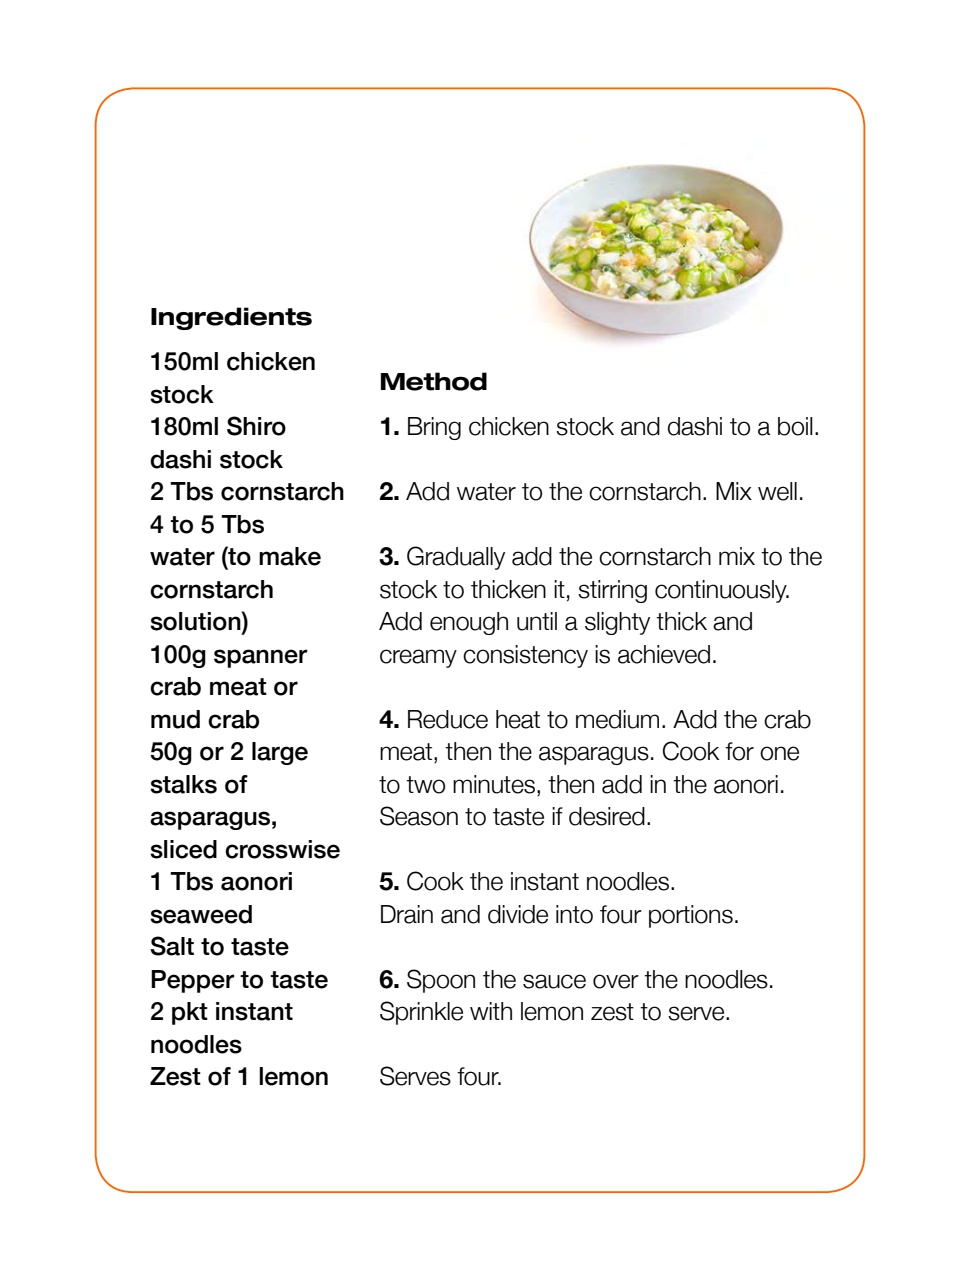 Ingredients
150ml chicken
stock
180ml Shiro
dashi stock
2 Tbs cornstarch
4 to 5 Tbs
water (to make
cornstarch
solution)
100g spanner
crab meat or
mud crab
50g or 2 large
stalks of
asparagus,
sliced crosswise
1 Tbs aonori
seaweed
Salt to taste
Pepper to taste
2 pkt instant
noodles
Zest of 1 lemon
Method
1. Bring chicken stock and dashi to a boil.
2. Add water to the cornstarch. Mix well.
3. Gradually add the cornstarch mix to the
stock to thicken it, stirring continuously.
Add enough until a slighty thick and
creamy consistency is achieved.
4. Reduce heat to medium. Add the crab
meat, then the asparagus. Cook for one
to two minutes, then add in the aonori.
Season to taste if desired.
5. Cook the instant noodles.
Drain and divide into four portions.
6. Spoon the sauce over the noodles.
Sprinkle with lemon zest to serve.
Serves four.